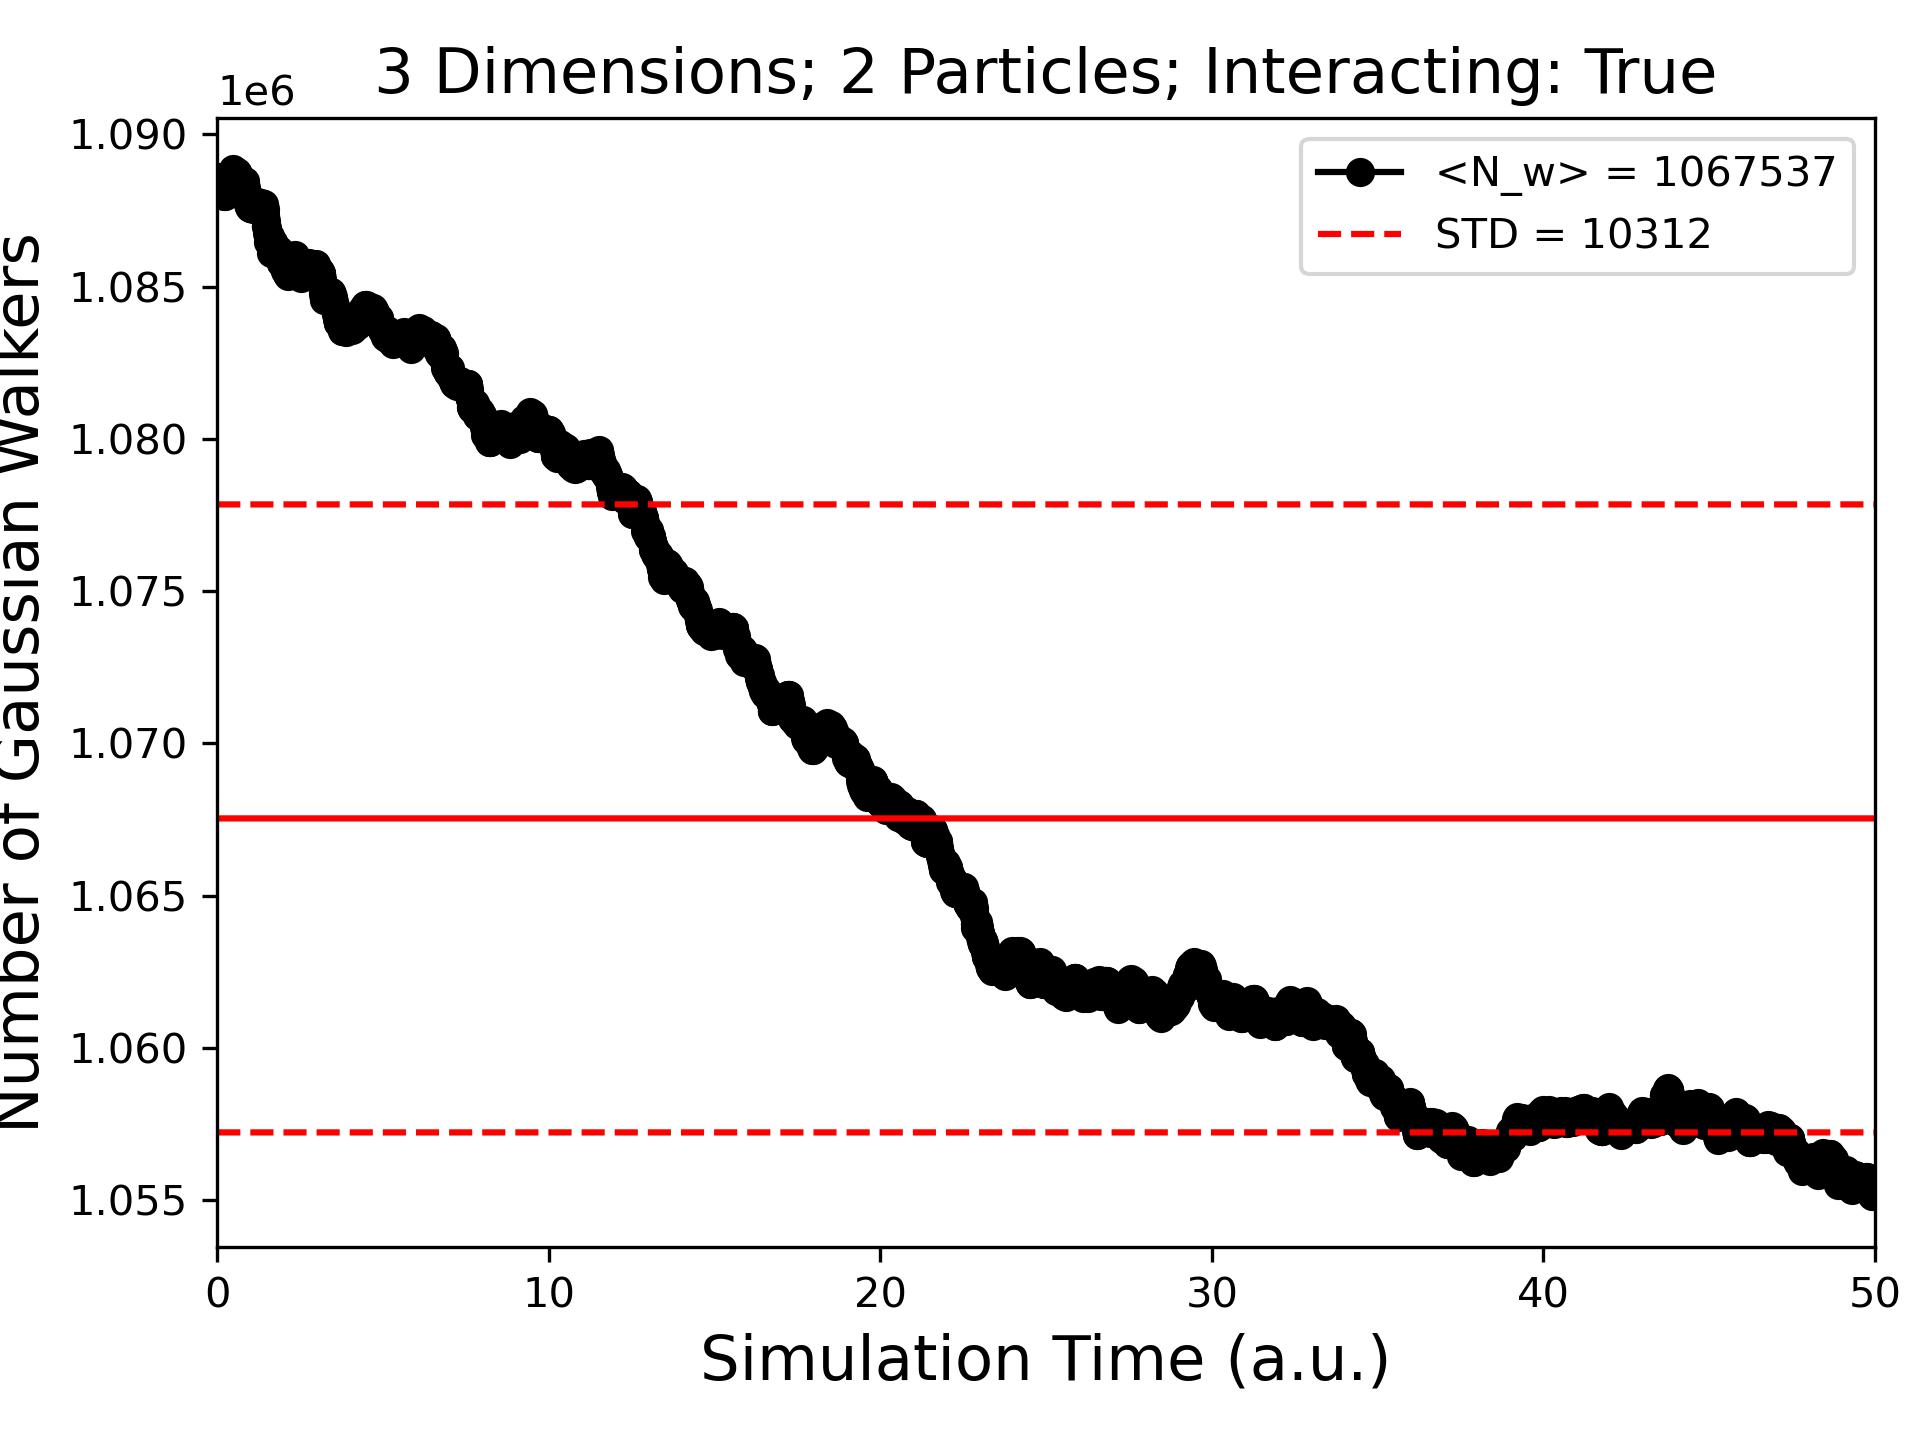 3 Dimensions; 2 Particles; Interacting: True
1e6
<N_w> = 1067537
STD = 10312
Number of Gaussian Walkers
1.090
1.085
1.080
1.075
1.070
1.065
1.060
1.055
0 10 20 30 40 50
Simulation Time (a.u.)